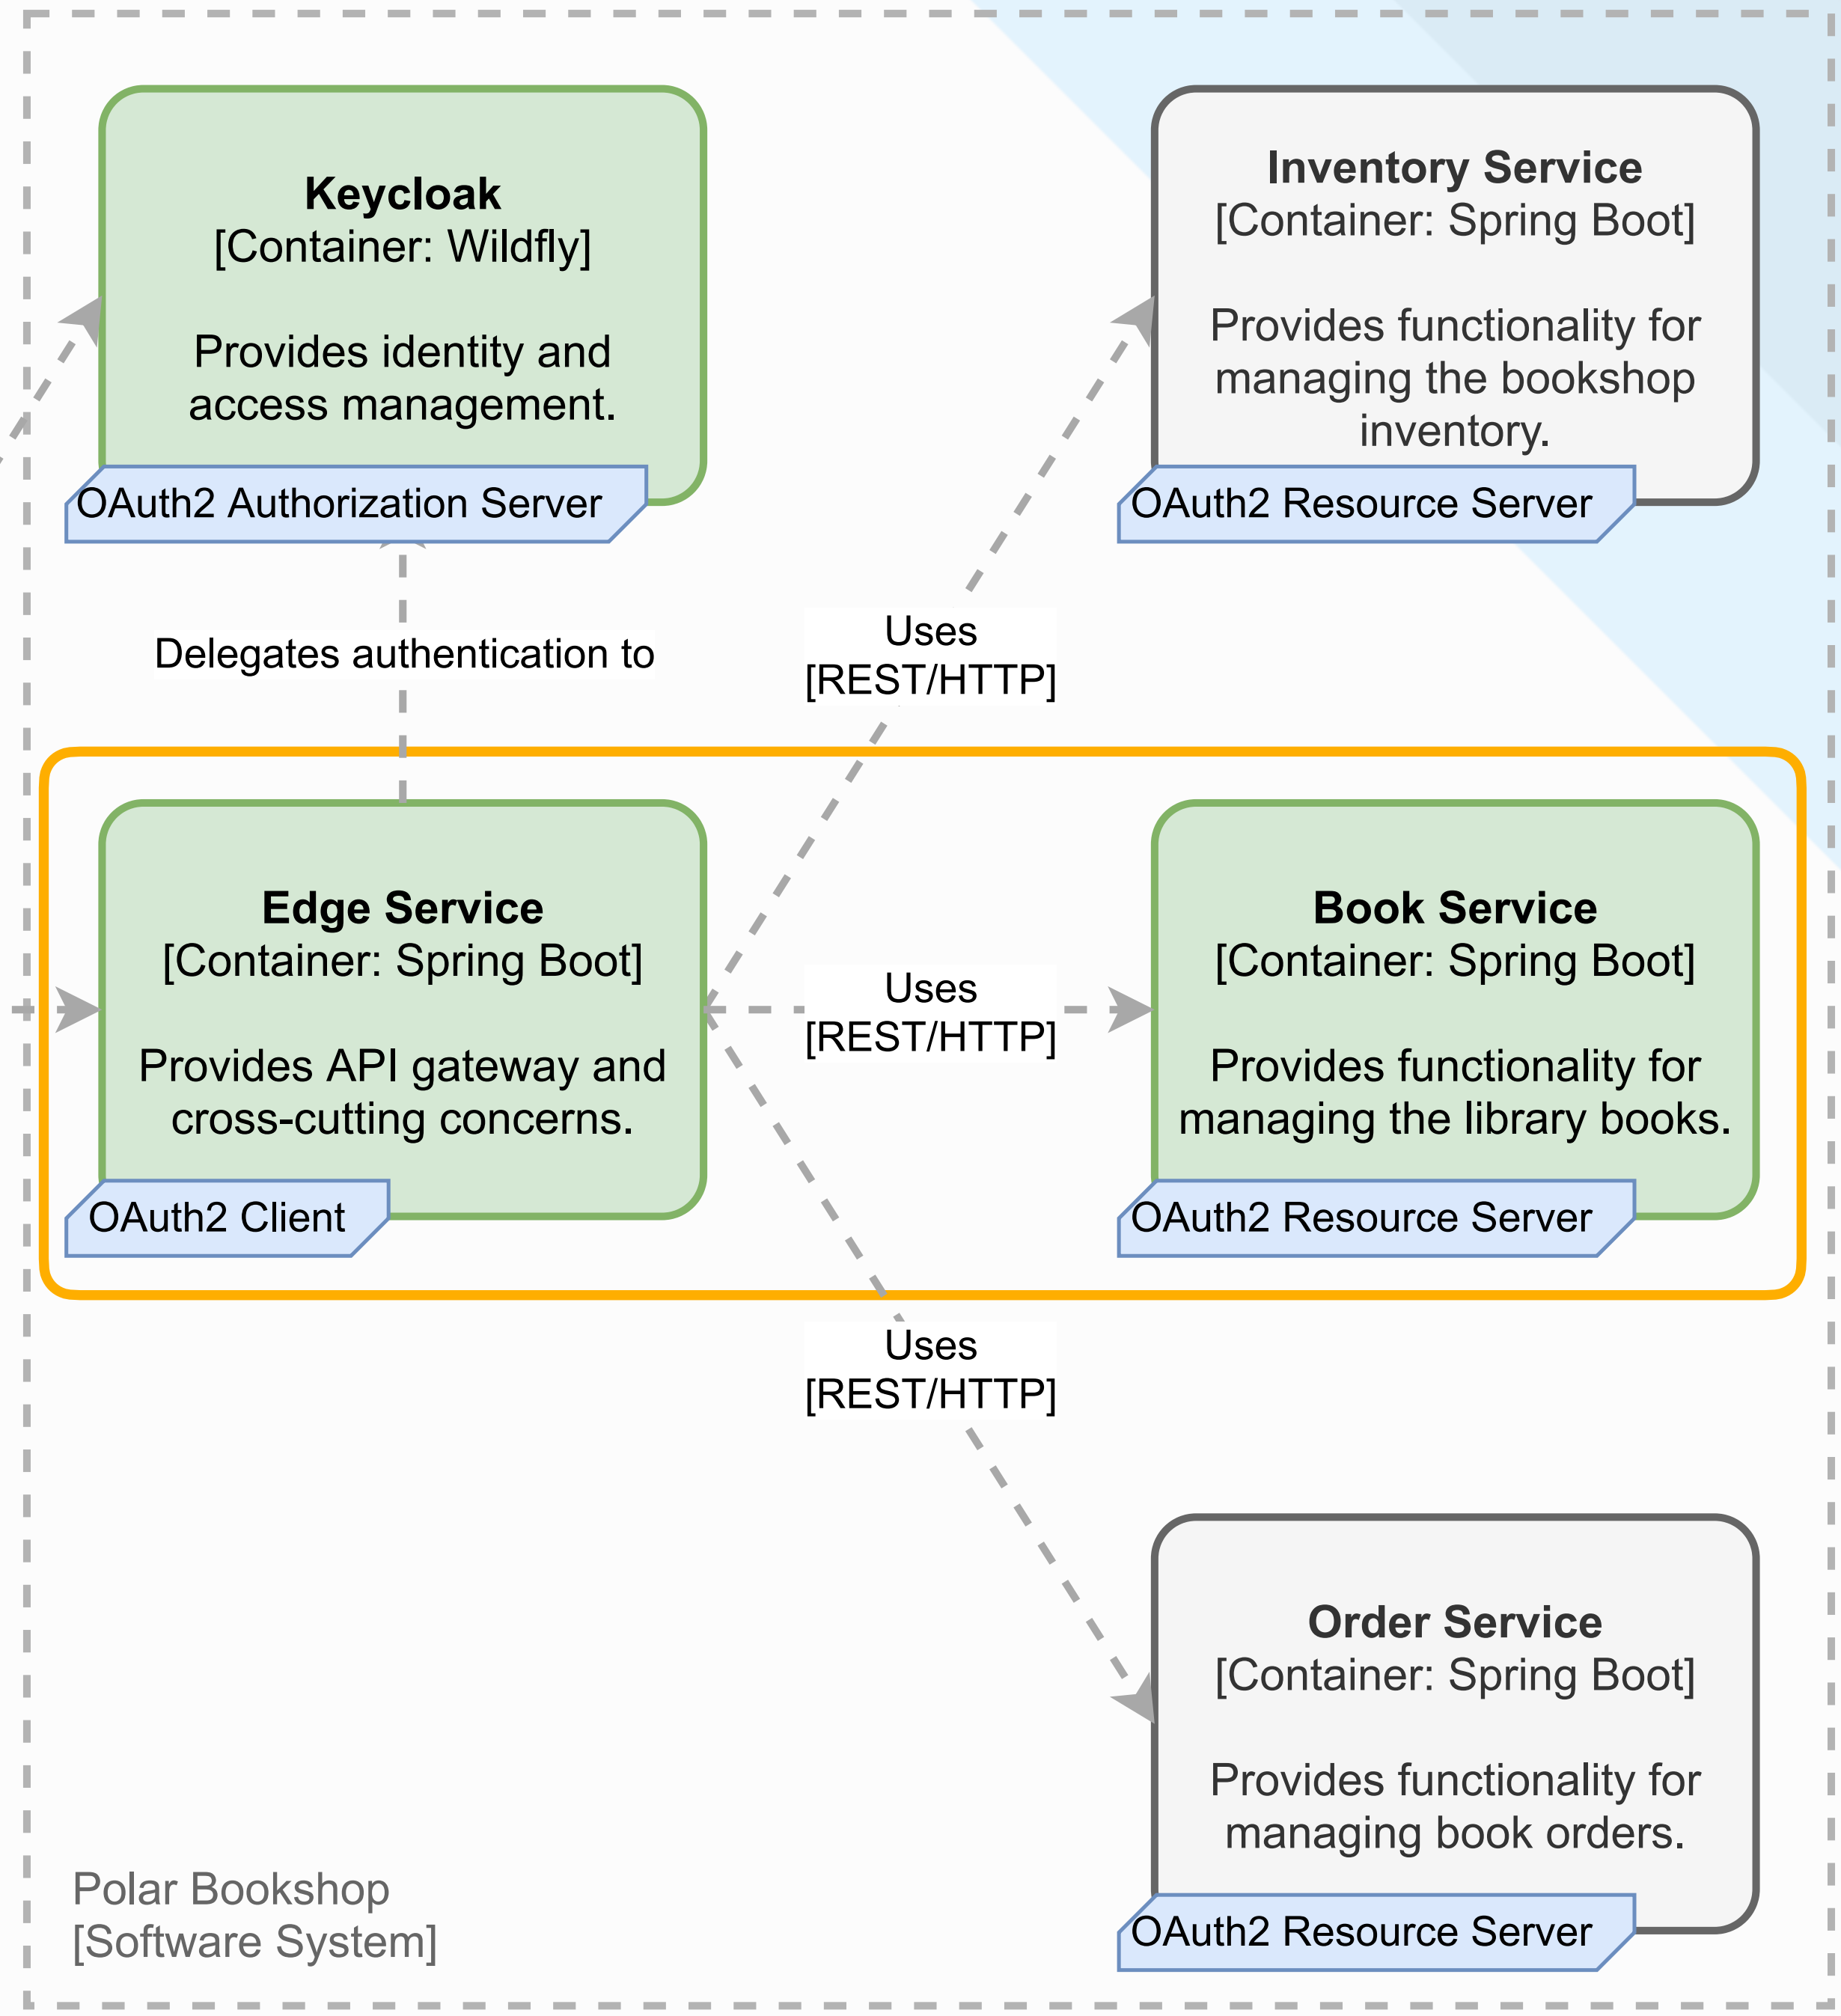 Keycloak
[Container: Wildfly]
Provides identity and
access management.
OAuth2 Authorization Server
Inventory Service
[Container: Spring Boot]
Provides functionality for
managing the bookshop
inventory.
OAuth2 Resource Server
Delegates authentication to
Uses
[REST/HTTP]
Edge Service
[Container: Spring Boot]
Provides API gateway and
cross-cutting concerns.
OAuth2 Client
Uses
[REST/HTTP]
Book Service
[Container: Spring Boot]
Provides functionality for
managing the library books.
OAuth2 Resource Server
Uses
[REST/HTTP]
Order Service
[Container: Spring Boot]
Provides functionality for
managing book orders.
OAuth2 Resource Server
Polar Bookshop
[Software System]